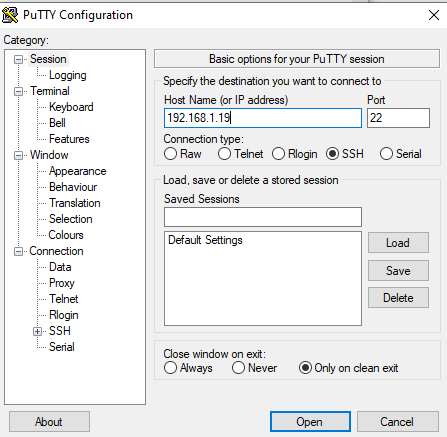 PuTTY Configuration
Category:
Session
Logging
Terminal
Keyboard
Bell
Features
Window
Appearance
Behaviour
Translation
Selection
Colours
Connection
Data
Proxy
Telnet
Rlogin
SSH
Serial
Basic options for your PuTTY session
Specify the destination you want to connect to
Host Name (or IP address) Port
192.168.1.19 22
Connection type:
Raw Telnet Rlogin SSH Serial
Load, save or delete a stored session
Saved Sessions
Default Settings
Load
Save
Delete
Close window on exit:
Always Never Only on clean exit
About Open Cancel